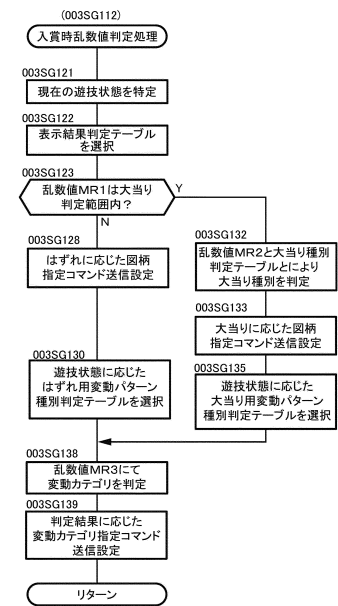 (003SG112)
入賞時乱数値判定処理
003SG121
現在の遊技状態を特定
003SG122
表示結果判定テーブル
を選択
003SG123
乱数値MR1は大当り
判定範囲内?
Y
N
003SG128
はずれに応じた図柄
指定コマンド送信設定
003SG130
遊技状態に応じた
はずれ用変動パターン
種別判定テーブルを選択
003SG132
乱数値MR2と大当り種別
判定テーブルとにより
大当り種別を判定
003SG133
大当りに応じた図柄
指定コマンド送信設定
003SG135
遊技状態に応じた
大当り用変動パターン
種別判定テーブルを選択
003SG138
乱数値MR3にて
変動カテゴリを判定
003SG139
判定結果に応じた
変動カテゴリ指定コマンド
送信設定
リターン